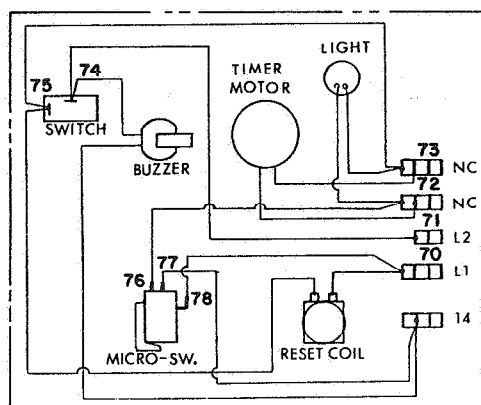 75
74
SWITCH
BUZZER
TIMER
MOTOR
LIGHT
73
NC
72
NC
71
L2
70
L1
14
76
77
78
MICRO-SW.
RESET COIL